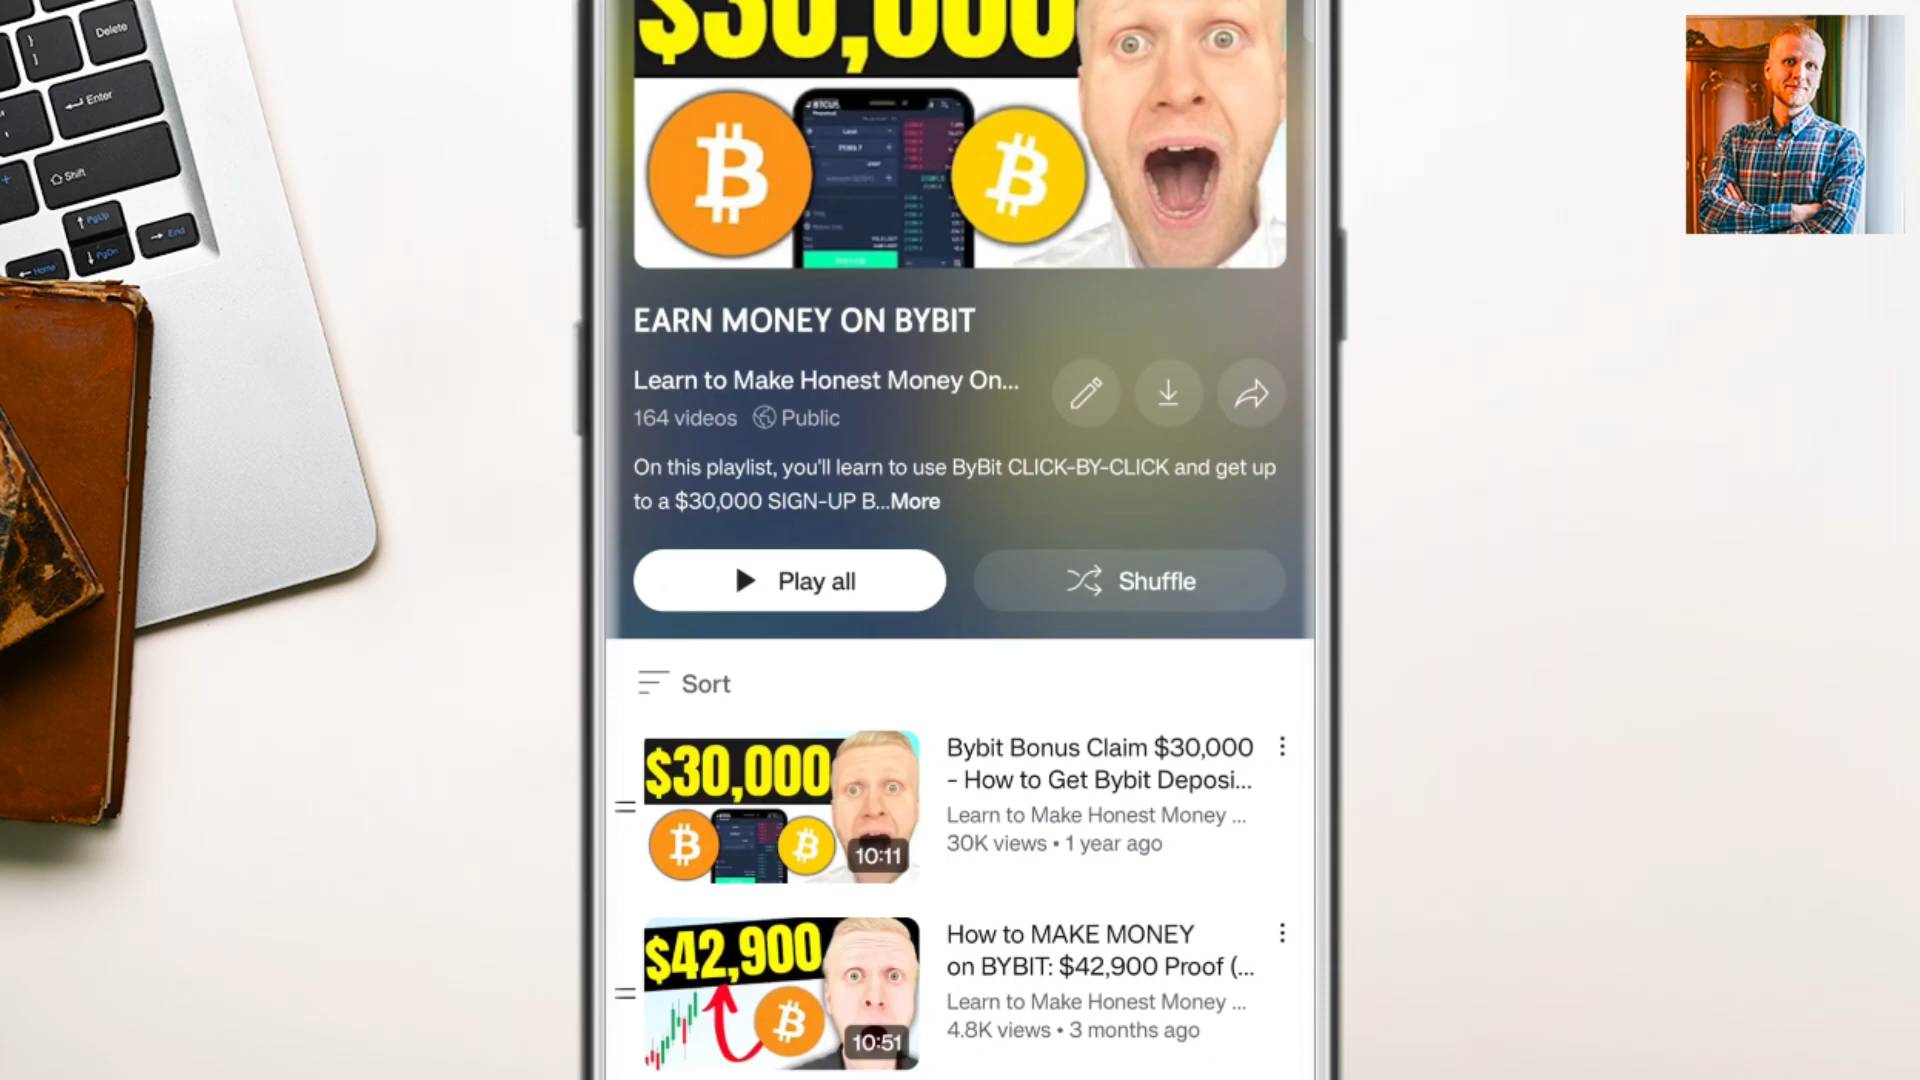 Delete
Enter
Shift
PgUp
End
Home
PgDn
$30,000
EARN MONEY ON BYBIT
Learn to Make Honest Money On...
164 videos Public
On this playlist, you'll learn to use ByBit CLICK-BY-CLICK and get up
to a $30,000 SIGN-UP B...More
Play all
Shuffle
Sort
$30,000
10:11
Bybit Bonus Claim $30,000
- How to Get Bybit Deposi...
Learn to Make Honest Money ...
30K views • 1 year ago
$42,900
10:51
How to MAKE MONEY
on BYBIT: $42,900 Proof (...
Learn to Make Honest Money ...
4.8K views • 3 months ago